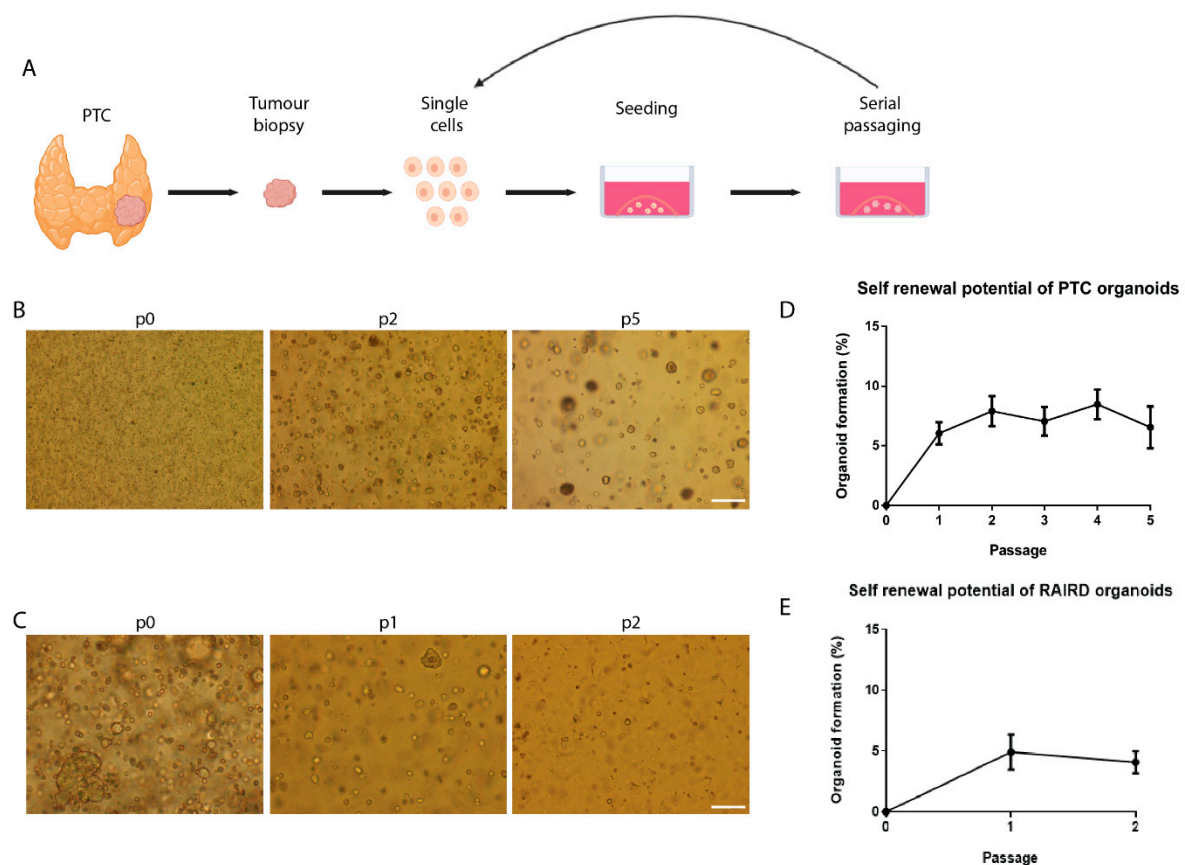 A
PTC
Tumour
biopsy
Single
cells
Seeding
Serial
passaging
B
p0
p2
p5
C
p0
p1
p2
D
Self renewal potential of PTC organoids
Organoid formation (%)
15
10
5
0
0 1 2 3 4 5
Passage
E
Self renewal potential of RAIRD organoids
Organoid formation (%)
15
10
5
0
0 1 2
Passage